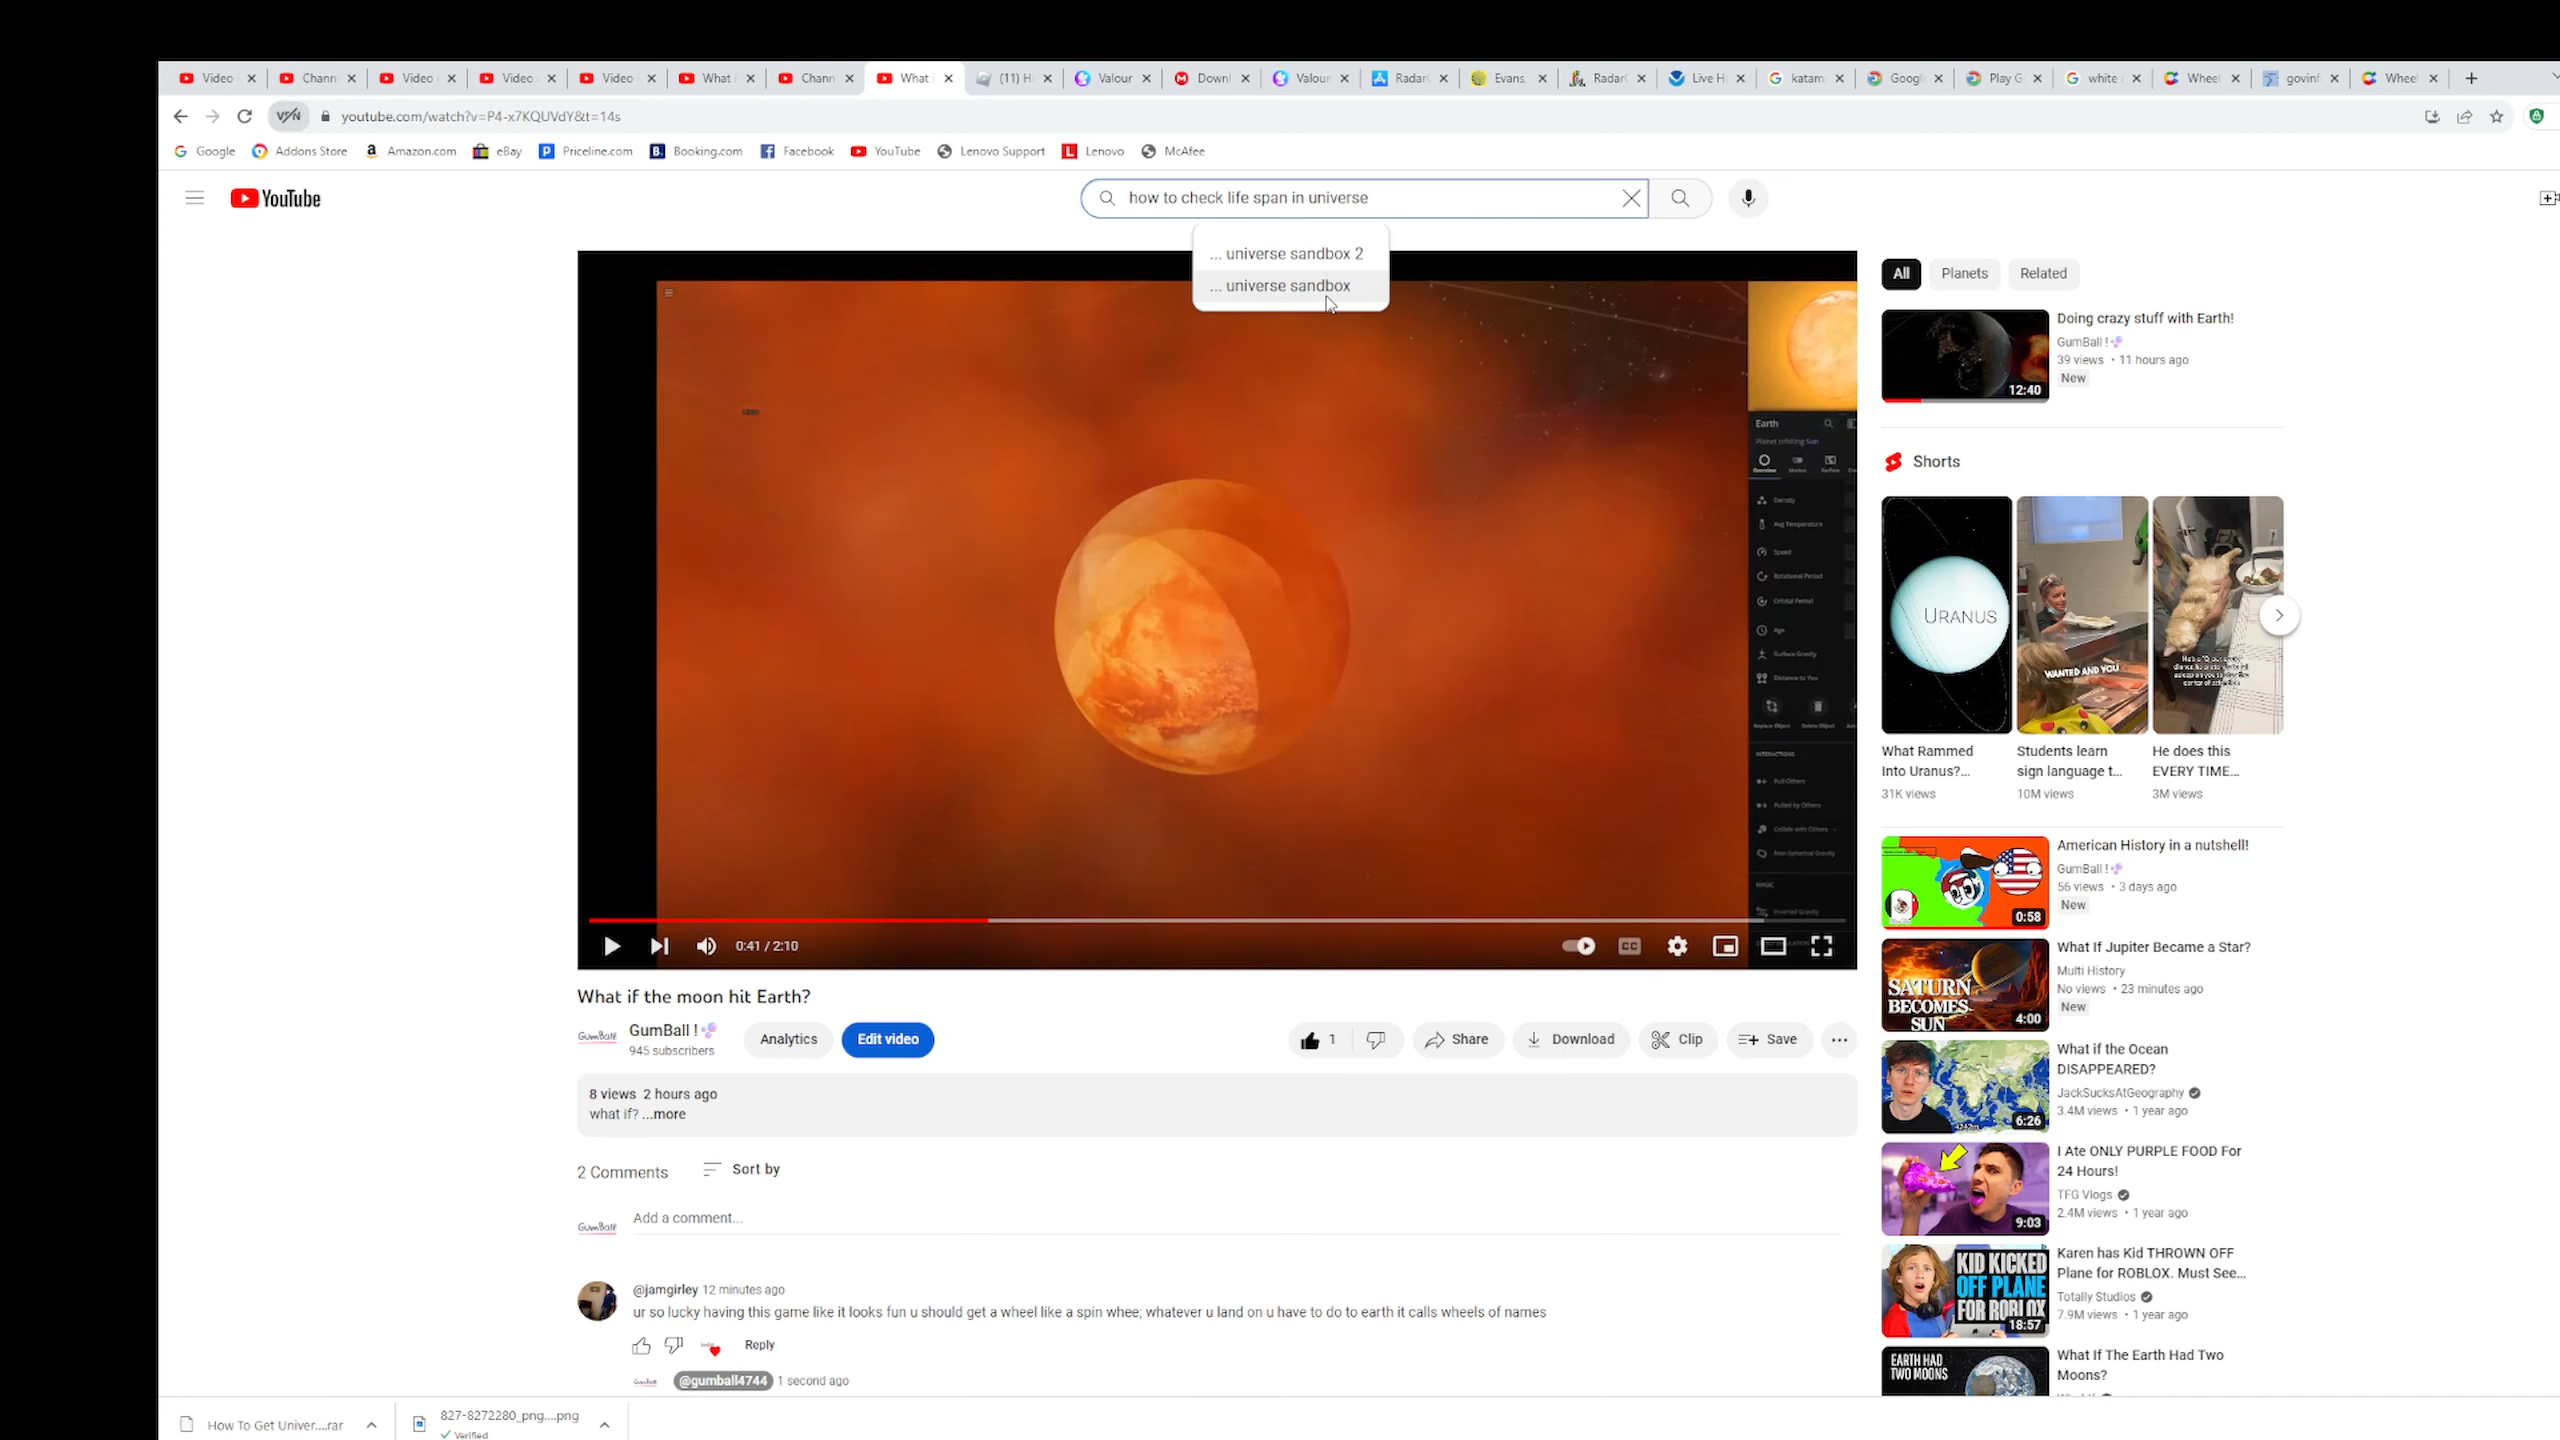 Video
Chann
Video
Video
Video
What i
Chann
What i
(11) H
Valour
Downl
Valour
Radar
Evans,
Radar
Live H
katam
Googl
Play G
white
Wheel
govinf
Wheel
youtube.com/watch?v=P4-x7KQUVdY&t=14s
Google
Addons Store
Amazon.com
eBay
Priceline.com
Booking.com
Facebook
YouTube
Lenovo Support
Lenovo
McAfee
YouTube
how to check life span in universe
... universe sandbox 2
... universe sandbox
Earth
Planet orbiting Sun
Overview Motion Surface
Density
Avg Temperature
Speed
Rotational Period
Orbital Period
Age
Surface Gravity
Distance to You
Replace Object Delete Object
INTERACTIONS
Pull Others
Pulled by Others
Collide with Others
Non-Spherical Gravity
MAGIC
Inverted Gravity
0:41 / 2:10
What if the moon hit Earth?
GumBall
GumBall !
945 subscribers
Analytics
Edit video
1
Share
Download
Clip
Save
8 views 2 hours ago
what if? ...more
2 Comments
Sort by
GumBall
Add a comment...
@jamgirley 12 minutes ago
ur so lucky having this game like it looks fun u should get a wheel like a spin whee; whatever u land on u have to do to earth it calls wheels of names
Reply
@gumball4744 1 second ago
All
Planets
Related
12:40
Doing crazy stuff with Earth!
GumBall !
39 views • 11 hours ago
New
Shorts
URANUS
What Rammed
Into Uranus?...
31K views
WANTED AND YOU
Students learn
sign language t...
10M views
He does this
EVERY TIME...
3M views
0:58
American History in a nutshell!
GumBall !
56 views • 3 days ago
New
SATURN
BECOMES
SUN
4:00
What If Jupiter Became a Star?
Multi History
No views • 23 minutes ago
New
6:26
What if the Ocean
DISAPPEARED?
JackSucksAtGeography
3.4M views • 1 year ago
9:03
I Ate ONLY PURPLE FOOD For
24 Hours!
TFG Vlogs
2.4M views • 1 year ago
KID KICKED
OFF PLANE
FOR ROBLOX
18:57
Karen has Kid THROWN OFF
Plane for ROBLOX. Must See...
Totally Studios
7.9M views • 1 year ago
EARTH HAD
TWO MOONS
What If The Earth Had Two
Moons?
How To Get Univer....rar
827-8272280_png....png
Verified